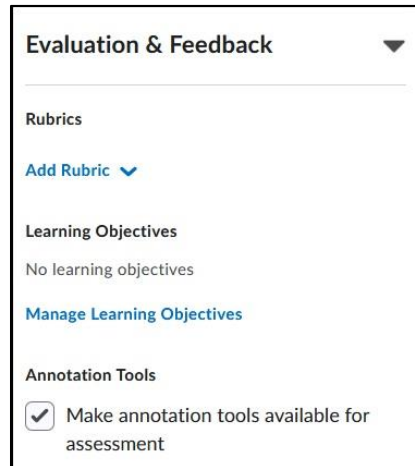 Evaluation & Feedback
Rubrics
Add Rubric
Learning Objectives
No learning objectives
Manage Learning Objectives
Annotation Tools
Make annotation tools available for
assessment